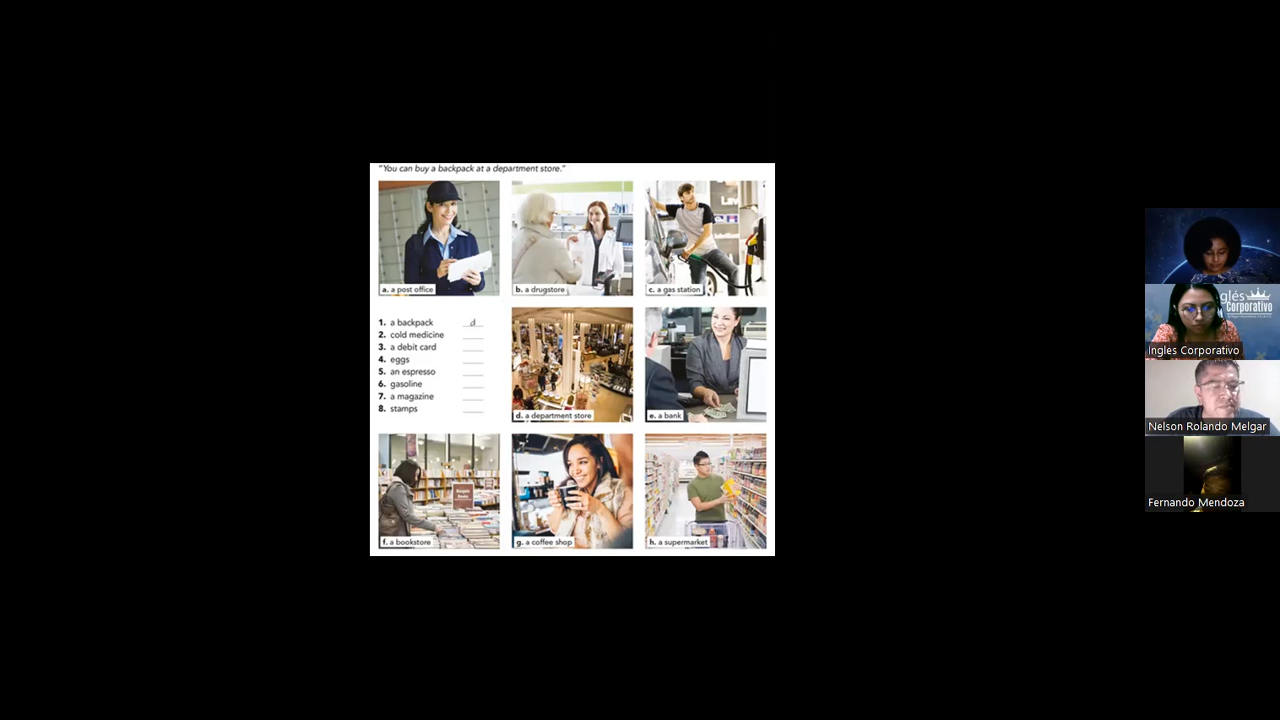 "You can buy a backpack at a department store."
a. a post office
b. a drugstore
c. a gas station
1. a backpack d
2. cold medicine
3. a debit card
4. eggs
5. an espresso
6. gasoline
7. a magazine
8. stamps
d. a department store
e. a bank
f. a bookstore
g. a coffee shop
h. a supermarket
glés
Corporativo
Ingles Corporativo
Nelson Rolando Melgar
Fernando Mendoza